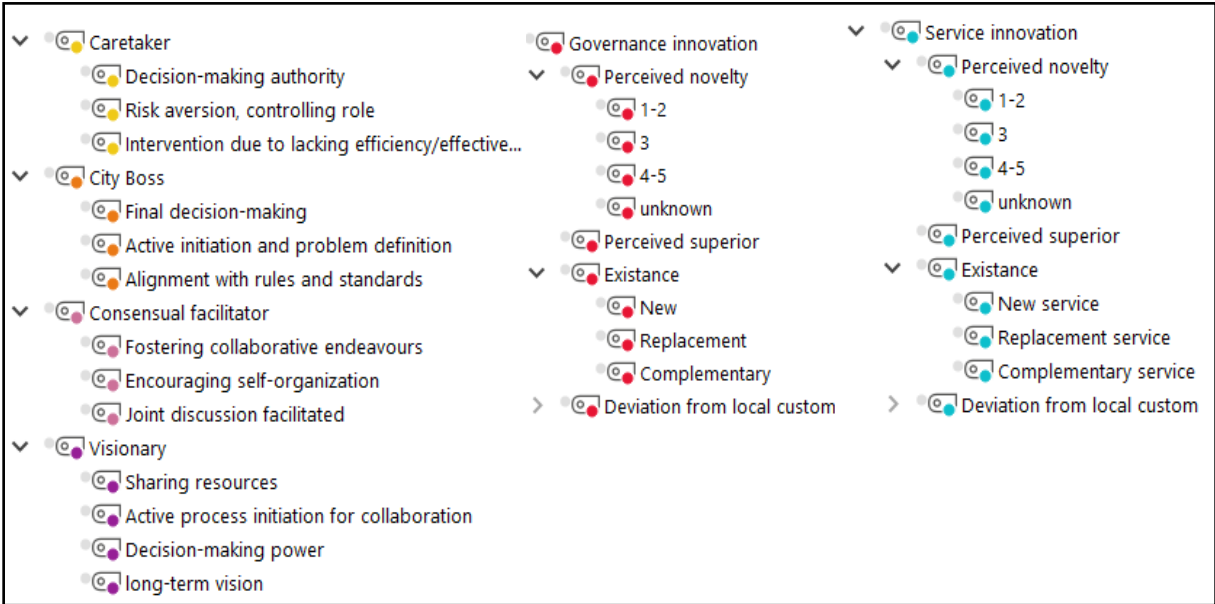 Caretaker
Decision-making authority
Risk aversion, controlling role
Intervention due to lacking efficiency/effective...
City Boss
Final decision-making
Active initiation and problem definition
Alignment with rules and standards
Consensual facilitator
Fostering collaborative endeavours
Encouraging self-organization
Joint discussion facilitated
Visionary
Sharing resources
Active process initiation for collaboration
Decision-making power
long-term vision
Governance innovation
Perceived novelty
1-2
3
4-5
unknown
Perceived superior
Existance
New
Replacement
Complementary
Deviation from local custom
Service innovation
Perceived novelty
1-2
3
4-5
unknown
Perceived superior
Existance
New service
Replacement service
Complementary service
Deviation from local custom